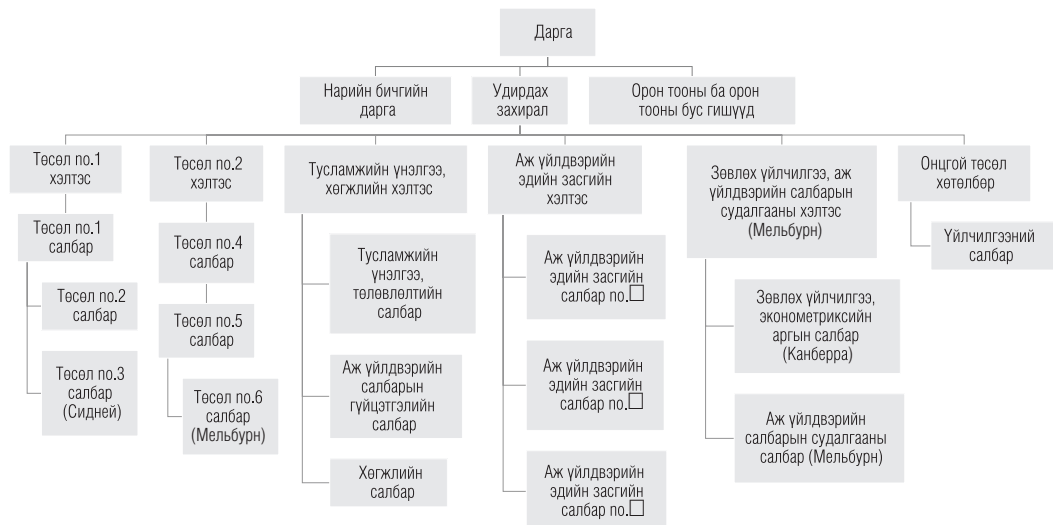 Дарга
Нарийн бичгийн
дарга
Удирдах
захирал
Орон тооны ба орон
тооны бус гишүүд
Төсөл no.1
хэлтэс
Төсөл no.1
салбар
Төсөл no.2
салбар
Төсөл no.3
салбар
(Сидней)
Төсөл no.2
хэлтэс
Төсөл no.4
салбар
Төсөл no.5
салбар
Төсөл no.6
салбар
(Мельбурн)
Тусламжийн үнэлгээ,
хөгжлийн хэлтэс
Тусламжийн
үнэлгээ,
төлөвлөлтийн
салбар
Аж үйлдвэрийн
салбарын
гүйцэтгэлийн
салбар
Хөгжлийн
салбар
Аж үйлдвэрийн
эдийн засгийн
хэлтэс
Аж үйлдвэрийн
эдийн засгийн
салбар no.□
Аж үйлдвэрийн
эдийн засгийн
салбар no.□
Аж үйлдвэрийн
эдийн засгийн
салбар no.□
Зөвлөх үйлчилгээ, аж
үйлдвэрийн салбарын
судалгааны хэлтэс
(Мельбурн)
Зөвлөх үйлчилгээ,
эконометриксийн
аргын салбар
(Канберра)
Аж үйлдвэрийн
салбарын судалгааны
салбар (Мельбурн)
Онцгой төсөл
хөтөлбөр
Үйлчилгээний
салбар